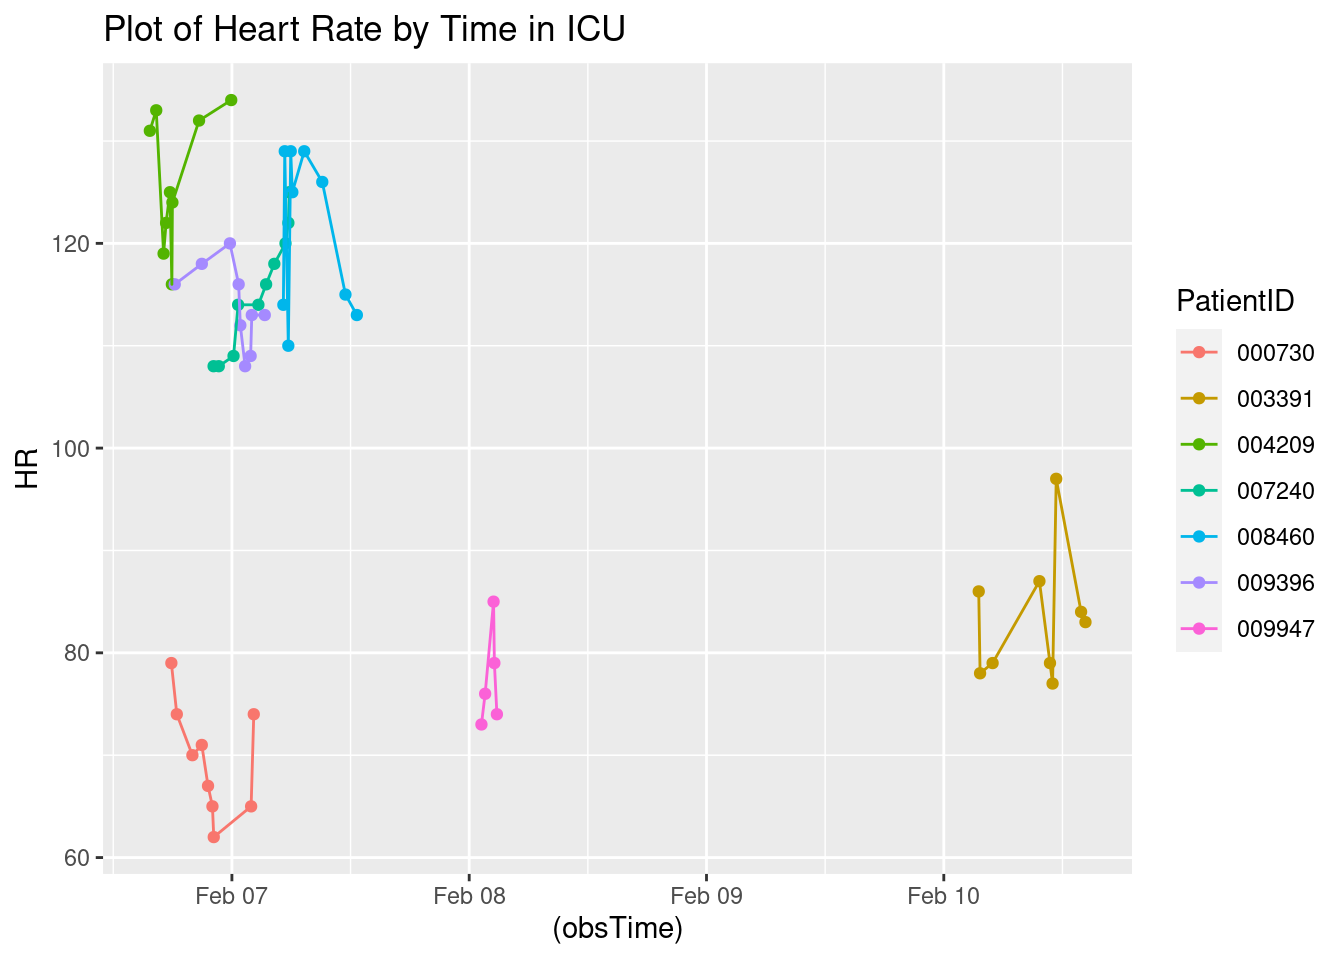 Plot of Heart Rate by Time in ICU
HR
120
100
80
60
Feb 07
Feb 08
Feb 09
Feb 10
(obsTime)
PatientID
000730
003391
004209
007240
008460
009396
009947